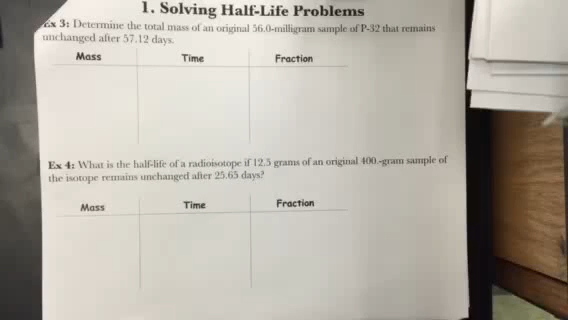 1. Solving Half-Life Problems
Ex 3: Determine the total mass of an original 56.0-milligram sample of P-32 that remains
unchanged after 57.12 days.
Mass Time Fraction
Ex 4: What is the half-life of a radioisotope if 12.5 grams of an original 400.-gram sample of
the isotope remains unchanged after 25.65 days?
Mass Time Fraction